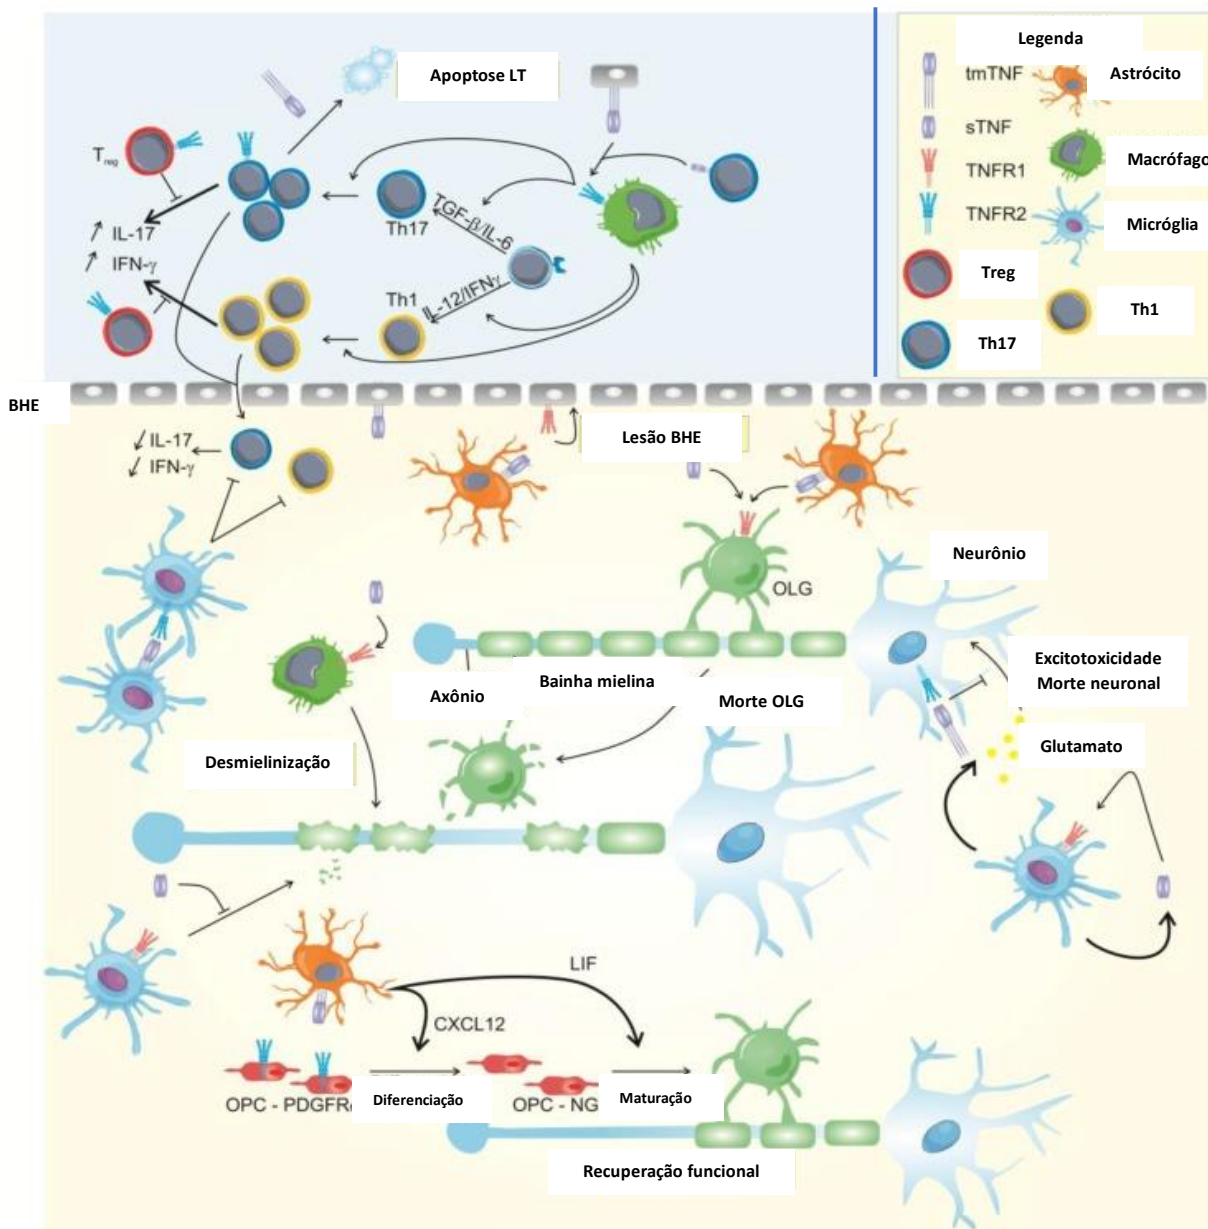 Apoptose LT
Treg
IL-17
IFN-γ
Th17
TGF-β/IL-6
Th1
IL-12/IFNγ
Legenda
tmTNF
Astrócito
sTNF
Macrófago
TNFR1
TNFR2
Micróglia
Treg
Th1
Th17
BHE
IL-17
IFN-γ
Lesão BHE
OLG
Neurônio
Excitotoxicidade
Morte neuronal
Glutamato
Axônio
Bainha mielina
Morte OLG
Desmielinização
LIF
CXCL12
OPC - PDGFR
Diferenciação
OPC - NG
Maturação
Recuperação funcional